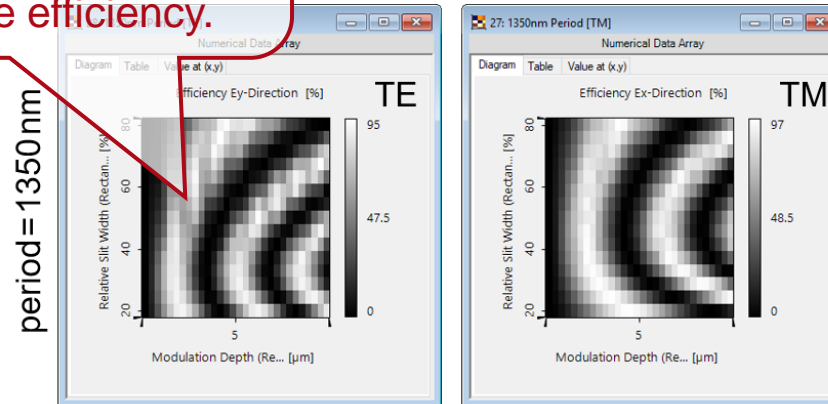 e efficiency.
Numerical Data Array
Diagram Table Value at (x,y)
Efficiency Ey-Direction [%]
TE
80
60
40
20
Relative Slit Width (Rectan... [%]
95
47.5
0
5
Modulation Depth (Re... [µm]
period = 1350 nm
27: 1350nm Period [TM]
Numerical Data Array
Diagram Table Value at (x,y)
Efficiency Ex-Direction [%]
TM
80
60
40
20
Relative Slit Width (Rectan... [%]
97
48.5
0
5
Modulation Depth (Re... [µm]